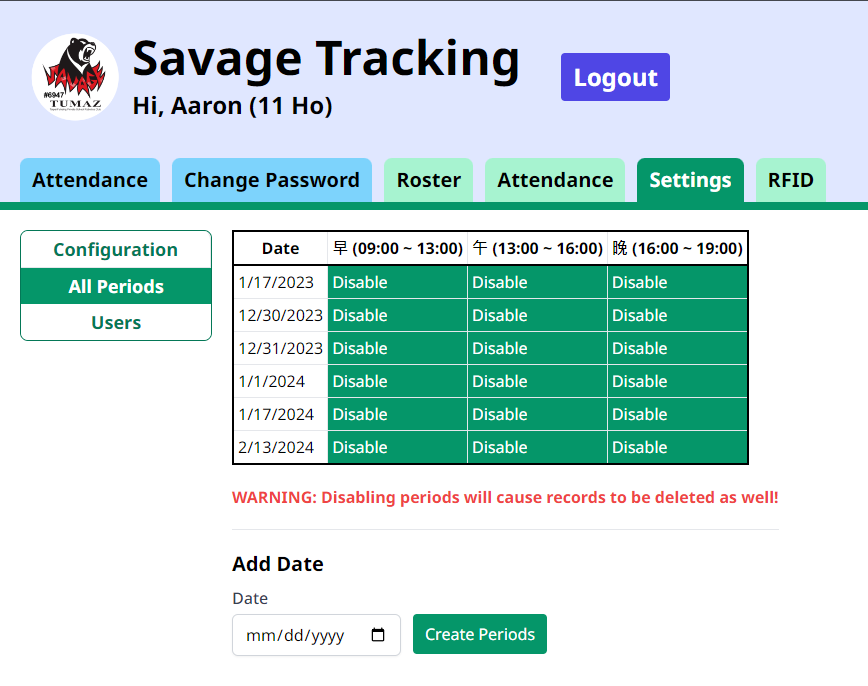 SAVAGE
#6947
TUMAZ
Savage Tracking
Hi, Aaron (11 Ho)
Logout
Attendance Change Password Roster Attendance Settings RFID
Configuration
All Periods
Users
Date 早 (09:00 ~ 13:00) 午 (13:00 ~ 16:00) 晚 (16:00 ~ 19:00)
1/17/2023 Disable Disable Disable
12/30/2023 Disable Disable Disable
12/31/2023 Disable Disable Disable
1/1/2024 Disable Disable Disable
1/17/2024 Disable Disable Disable
2/13/2024 Disable Disable Disable
WARNING: Disabling periods will cause records to be deleted as well!
Add Date
Date
mm/dd/yyyy Create Periods